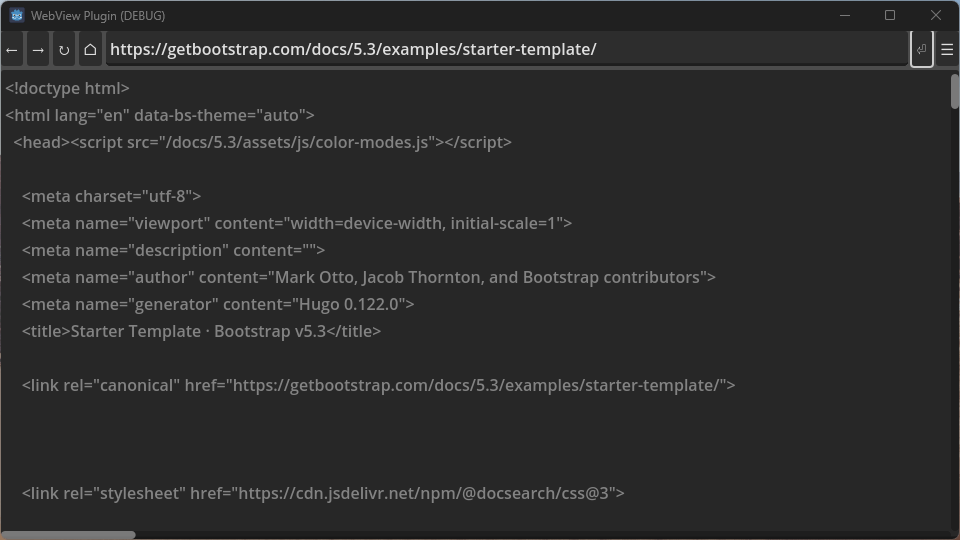 WebView Plugin (DEBUG)
https://getbootstrap.com/docs/5.3/examples/starter-template/
<!doctype html>
<html lang="en" data-bs-theme="auto">
<head><script src="/docs/5.3/assets/js/color-modes.js"></script>
<meta charset="utf-8">
<meta name="viewport" content="width=device-width, initial-scale=1">
<meta name="description" content="">
<meta name="author" content="Mark Otto, Jacob Thornton, and Bootstrap contributors">
<meta name="generator" content="Hugo 0.122.0">
<title>Starter Template · Bootstrap v5.3</title>
<link rel="canonical" href="https://getbootstrap.com/docs/5.3/examples/starter-template/">
<link rel="stylesheet" href="https://cdn.jsdelivr.net/npm/@docsearch/css@3">